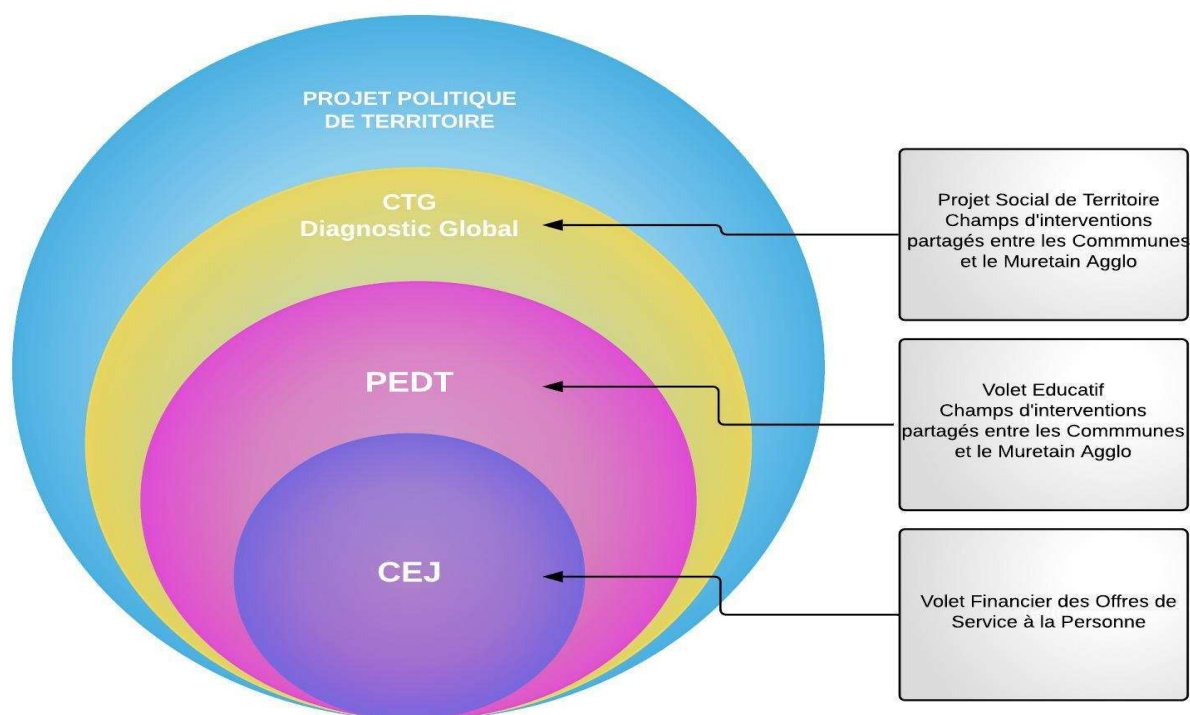 PROJET POLITIQUE
DE TERRITOIRE
CTG
Diagnostic Global
PEDT
CEJ
Projet Social de Territoire
Champs d'interventions
partagés entre les Commmunes
et le Muretain Agglo
Volet Educatif
Champs d'interventions
partagés entre les Commmunes
et le Muretain Agglo
Volet Financier des Offres de
Service à la Personne